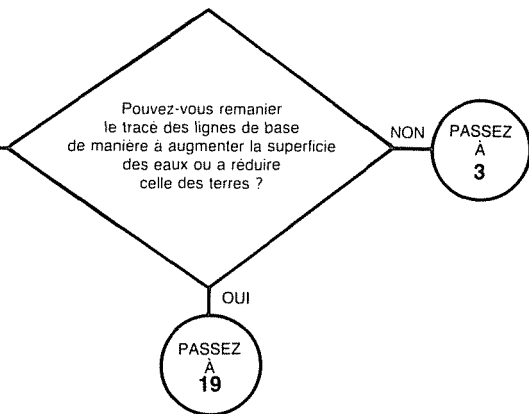 Pouvez-vous remanier
le tracé des lignes de base
de manière à augmenter la superficie
des eaux ou a réduire
celle des terres ?
NON
PASSEZ
À
3
OUI
PASSEZ
À
19